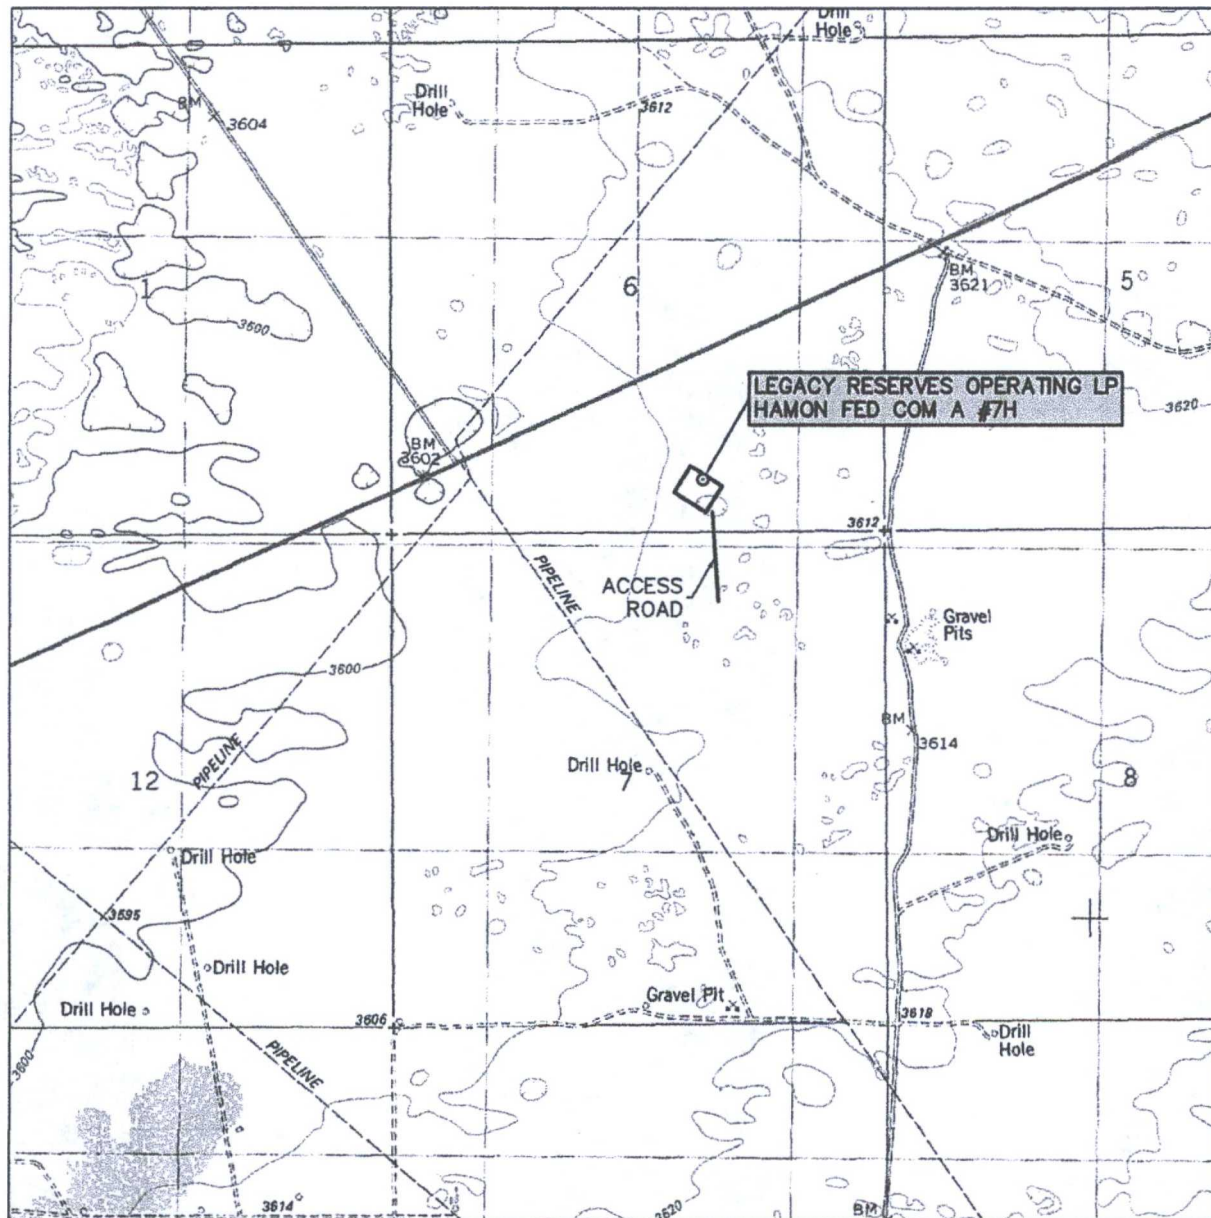 Drill
Hole
Drill
Hole
3612
BM
3604
BM
3621
1
6
5
3600
LEGACY RESERVES OPERATING LP
HAMON FED COM A #7H
3620
BM
3602
3612
PIPELINE
ACCESS
ROAD
Gravel
Pits
3600
BM
3614
PIPELINE
Drill Hole
12
7
8
Drill Hole
Drill Hole
3595
Drill Hole
Drill Hole
Gravel Pit
3606
3618
Drill
Hole
PIPELINE
3600
3614
3620
BM